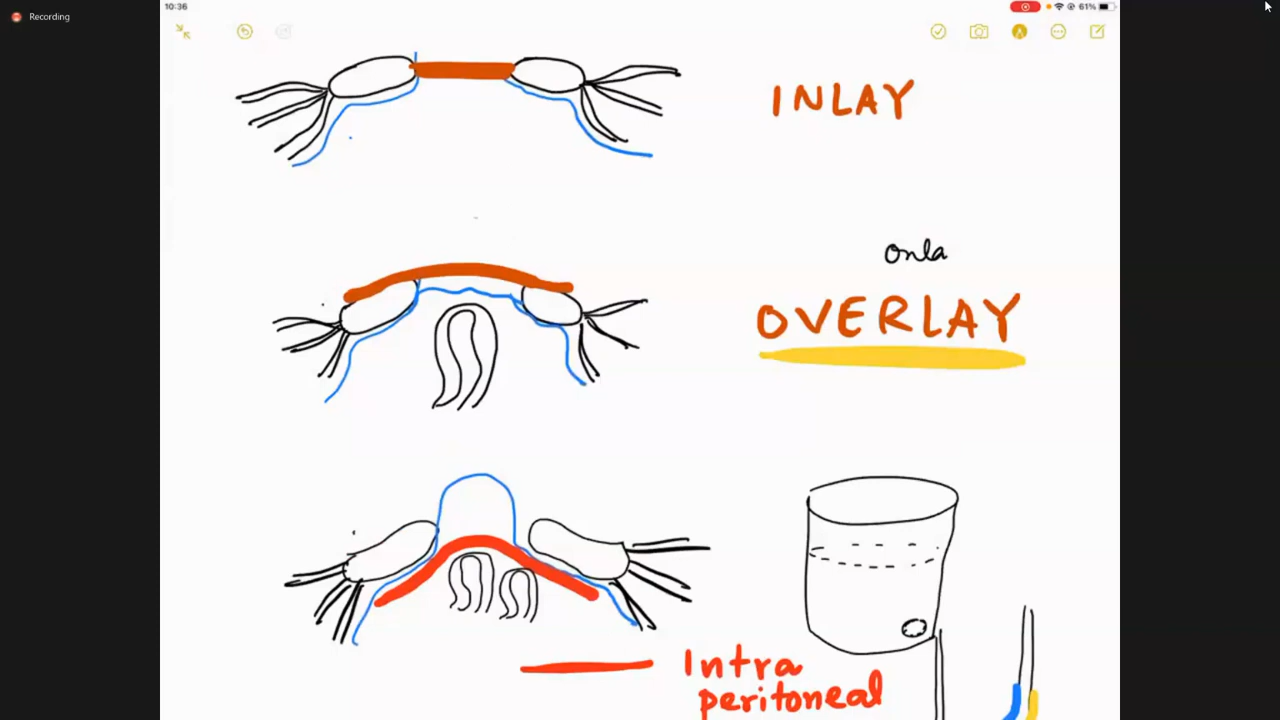 Recording
10:36
61%
INLAY
onla
OVERLAY
Intra
peritoneal